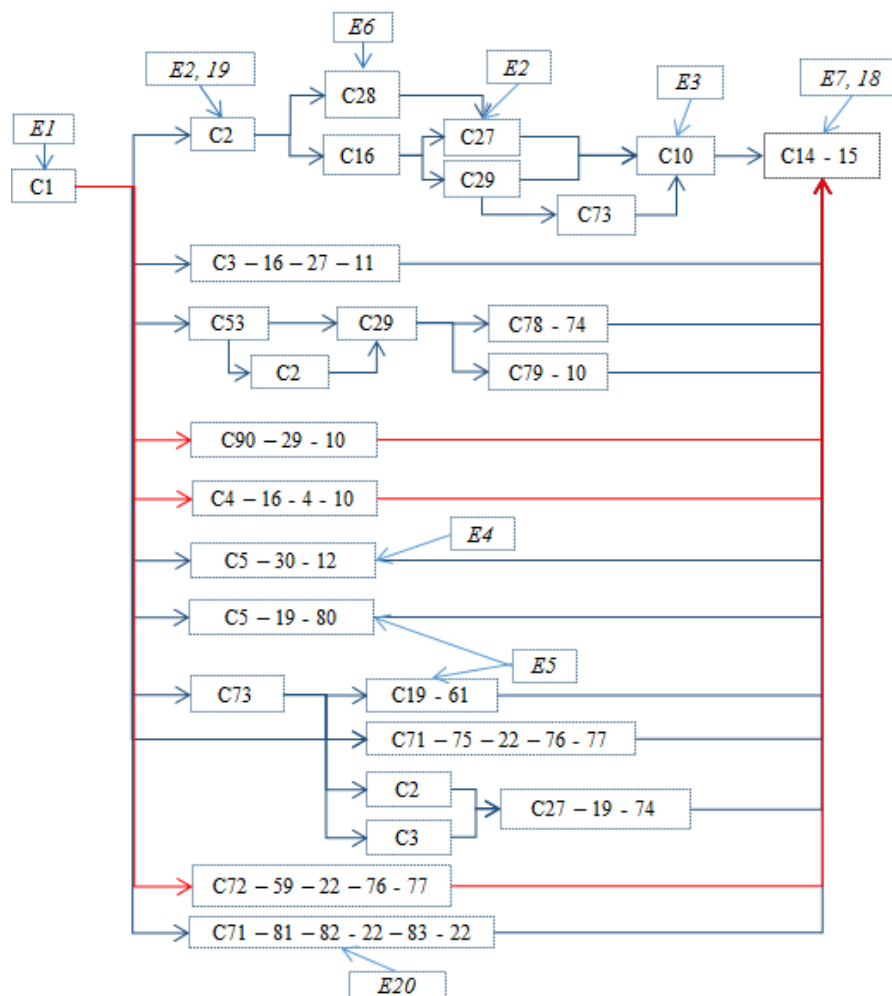 E6
E2, 19
E2
E3
E7, 18
E1
C28
C2
C27
C16
C10
C14 - 15
C1
C29
C73
C3 – 16 – 27 – 11
C53
C29
C78 - 74
C2
C79 - 10
C90 – 29 - 10
C4 – 16 - 4 - 10
E4
C5 – 30 - 12
C5 – 19 - 80
E5
C73
C19 - 61
C71 – 75 – 22 – 76 - 77
C2
C27 – 19 - 74
C3
C72 – 59 – 22 – 76 - 77
C71 – 81 – 82 - 22 – 83 - 22
E20